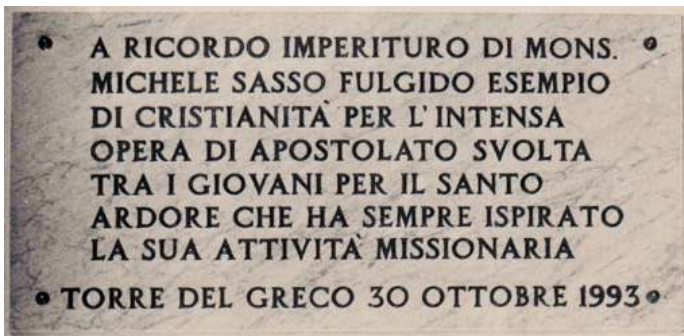 A RICORDO IMPERITURO DI MONS.
MICHELE SASSO FULGIDO ESEMPIO
DI CRISTIANITÀ PER L'INTENSA
OPERA DI APOSTOLATO SVOLTA
TRA I GIOVANI PER IL SANTO
ARDORE CHE HA SEMPRE ISPIRATO
LA SUA ATTIVITÀ MISSIONARIA
TORRE DEL GRECO 30 OTTOBRE 1993